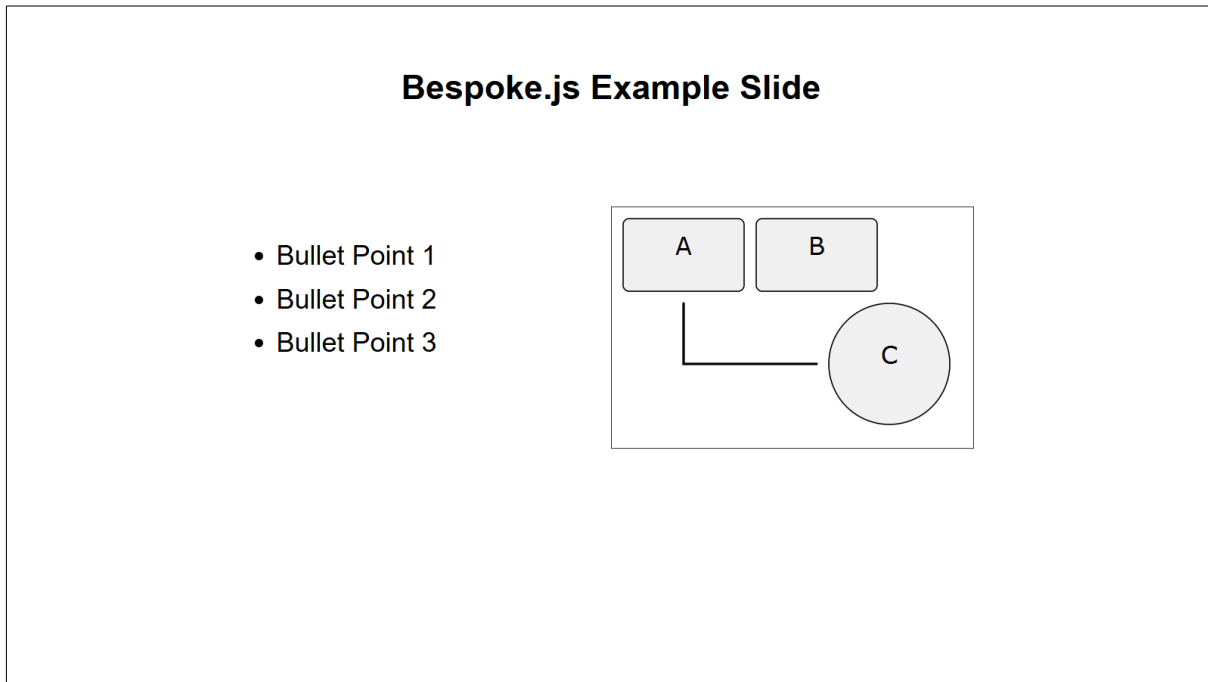 Bespoke.js Example Slide
Bullet Point 1
Bullet Point 2
Bullet Point 3
A B
C